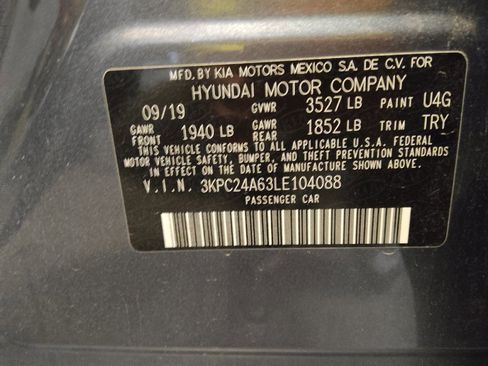 MFD. BY KIA MOTORS MEXICO S.A. DE C.V. FOR
HYUNDAI MOTOR COMPANY
09/19 GVWR 3527 LB PAINT U4G
GAWR FRONT 1940 LB GAWR REAR 1852 LB TRIM TRY
THIS VEHICLE CONFORMS TO ALL APPLICABLE U.S.A. FEDERAL
MOTOR VEHICLE SAFETY, BUMPER, AND THEFT PREVENTION STANDARDS
IN EFFECT ON THE DATE OF MANUFACTURE SHOWN ABOVE.
V.I.N. 3KPC24A63LE104088
PASSENGER CAR